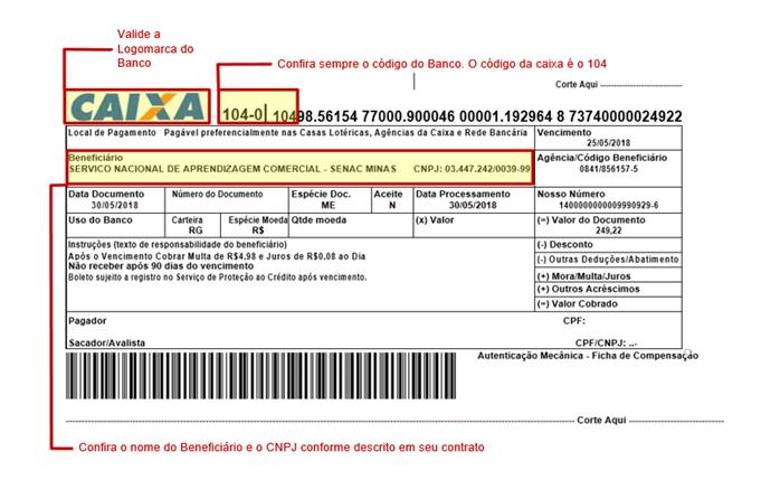 Valide a
Logomarca do
Banco
Confira sempre o código do Banco. O código da caixa é o 104
Corte Aqui
CAIXA 104-0 10498.56154 77000.900046 00001.192964 8 73740000024922
Local de Pagamento Pagável preferencialmente nas Casas Lotéricas, Agências da Caixa e Rede Bancária Vencimento
25/05/2018
Beneficiário Agência/Código Beneficiário
SERVICO NACIONAL DE APRENDIZAGEM COMERCIAL - SENAC MINAS CNPJ: 03.447.242/0039-99 0841/856157-5
Data Documento Número do Documento Espécie Doc. Aceite Data Processamento Nosso Número
30/05/2018 ME N 30/05/2018 1400000000009990929-6
Uso do Banco Carteira Espécie Moeda Qtde moeda (x) Valor (=) Valor do Documento
RG R$ 249,22
Instruções (texto de responsabilidade do beneficiário) (-) Desconto
Após o Vencimento Cobrar Multa de R$4,98 e Juros de R$0,08 ao Dia (-) Outras Deduções/Abatimento
Não receber após 90 dias do vencimento
Boleto sujeito a registro no Serviço de Proteção ao Crédito após vencimento. (+) Mora/Multa/Juros
(+) Outros Acréscimos
(=) Valor Cobrado
Pagador CPF:
Sacador/Avalista CPF/CNPJ: ..-
Autenticação Mecânica - Ficha de Compensação
Corte Aqui
Confira o nome do Beneficiário e o CNPJ conforme descrito em seu contrato